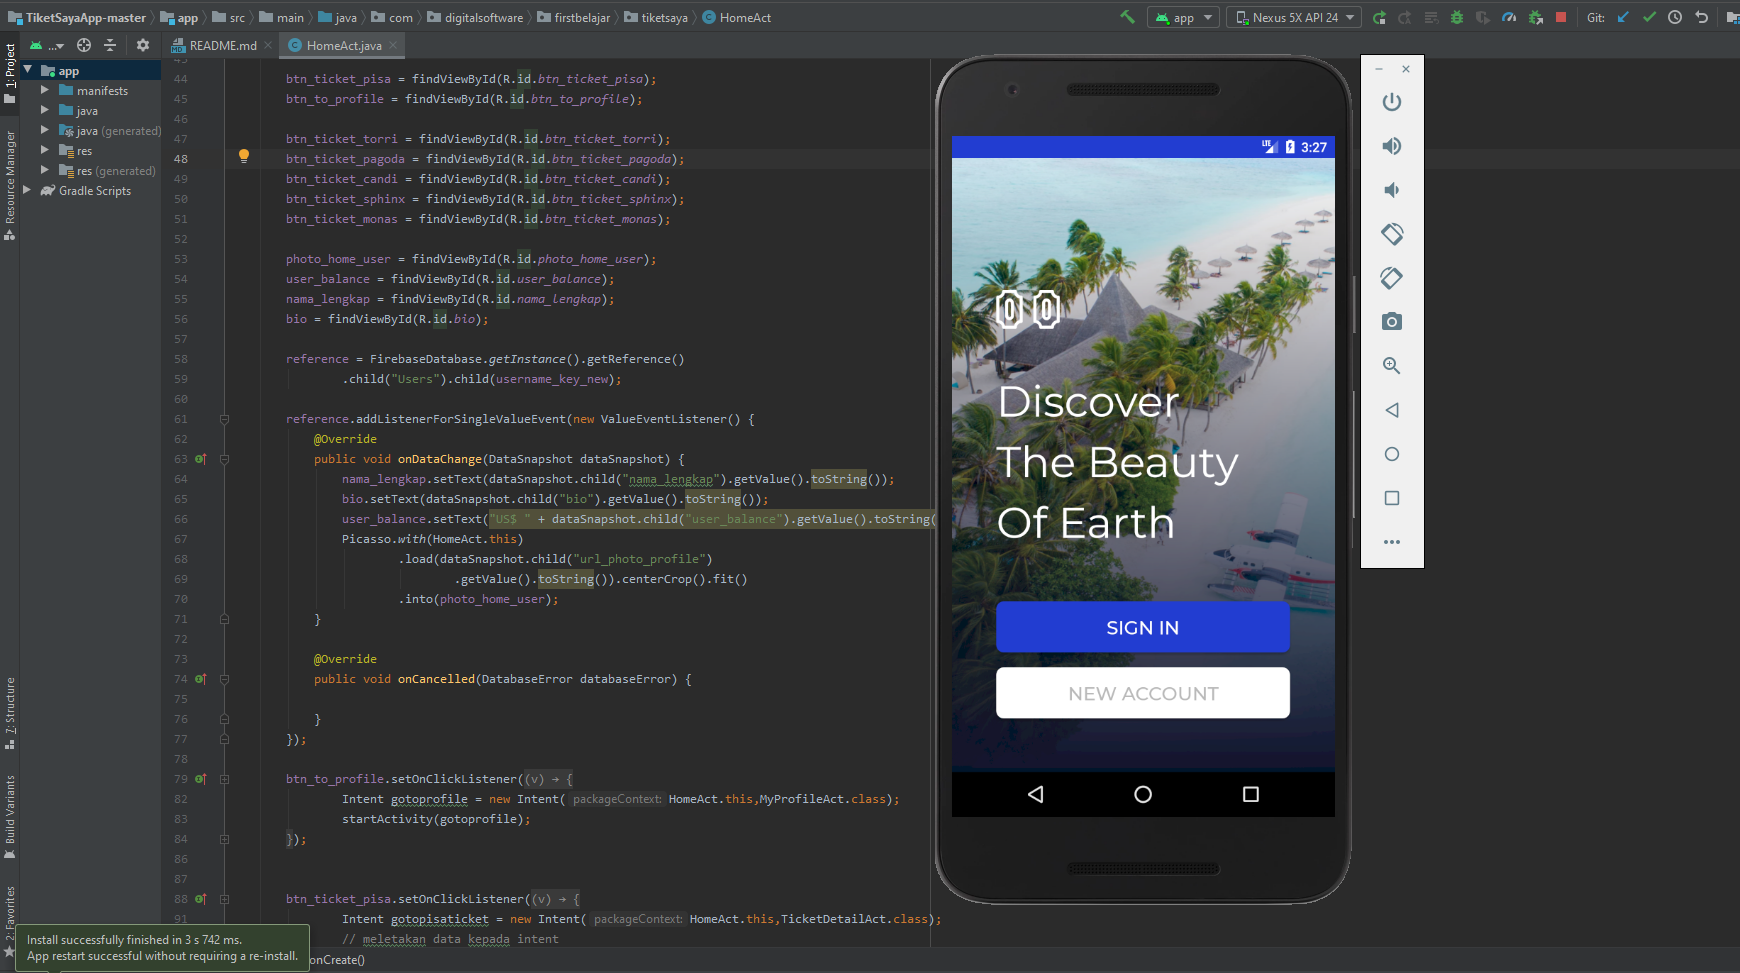 TiketSayaApp-master app src main java com digitalsoftware firstbelajar tiketsaya HomeAct
app Nexus 5X API 24 Git:
1: Project
...
README.md
HomeAct.java
app
manifests
java
java (generated)
res
res (generated)
Gradle Scripts
Resource Manager
7: Structure
Build Variants
2: Favorites
44 btn_ticket_pisa = findViewById(R.id.btn_ticket_pisa);
45 btn_to_profile = findViewById(R.id.btn_to_profile);
46
47 btn_ticket_torri = findViewById(R.id.btn_ticket_torri);
48 btn_ticket_pagoda = findViewById(R.id.btn_ticket_pagoda);
49 btn_ticket_candi = findViewById(R.id.btn_ticket_candi);
50 btn_ticket_sphinx = findViewById(R.id.btn_ticket_sphinx);
51 btn_ticket_monas = findViewById(R.id.btn_ticket_monas);
52
53 photo_home_user = findViewById(R.id.photo_home_user);
54 user_balance = findViewById(R.id.user_balance);
55 nama_lengkap = findViewById(R.id.nama_lengkap);
56 bio = findViewById(R.id.bio);
57
58 reference = FirebaseDatabase.getInstance().getReference()
59 .child("Users").child(username_key_new);
60
61 reference.addListenerForSingleValueEvent(new ValueEventListener() {
62 @Override
63 public void onDataChange(DataSnapshot dataSnapshot) {
64 nama_lengkap.setText(dataSnapshot.child("nama_lengkap").getValue().toString());
65 bio.setText(dataSnapshot.child("bio").getValue().toString());
66 user_balance.setText("US$ " + dataSnapshot.child("user_balance").getValue().toString(
67 Picasso.with(HomeAct.this)
68 .load(dataSnapshot.child("url_photo_profile")
69 .getValue().toString()).centerCrop().fit()
70 .into(photo_home_user);
71 }
72
73 @Override
74 public void onCancelled(DatabaseError databaseError) {
75
76 }
77 });
78
79 btn_to_profile.setOnClickListener((v) → {
82 Intent gotoprofile = new Intent( packageContext: HomeAct.this,MyProfileAct.class);
83 startActivity(gotoprofile);
84 });
86
87
88 btn_ticket_pisa.setOnClickListener((v) → {
91 Intent gotopisaticket = new Intent( packageContext: HomeAct.this,TicketDetailAct.class);
// meletakan data kepada intent
onCreate()
Install successfully finished in 3 s 742 ms.
App restart successful without requiring a re-install.
LTE 3:27
Discover
The Beauty
Of Earth
SIGN IN
NEW ACCOUNT